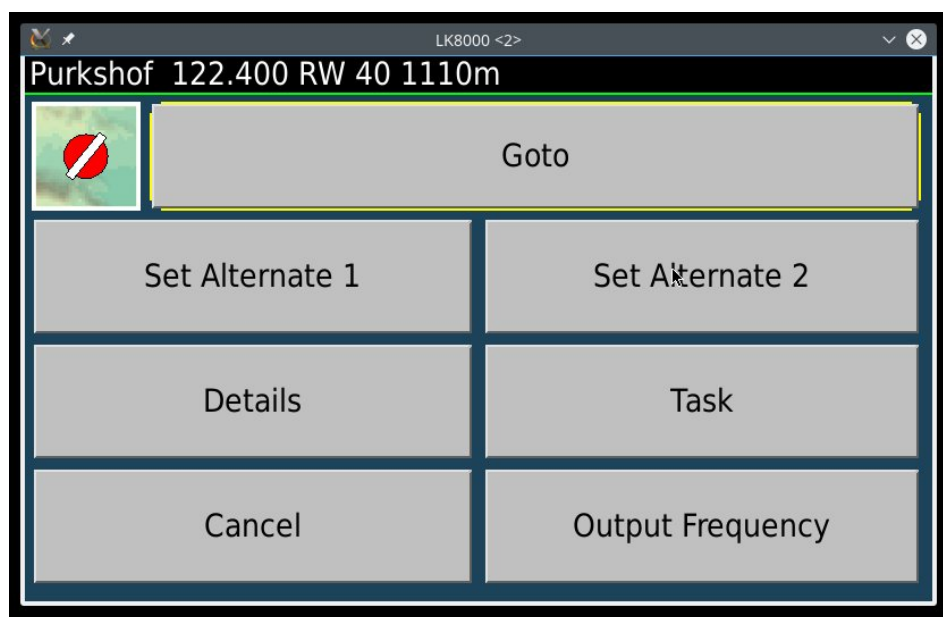 LK8000 <2>
Purkshof 122.400 RW 40 1110m
Goto
Set Alternate 1
Set Alternate 2
Details
Task
Cancel
Output Frequency